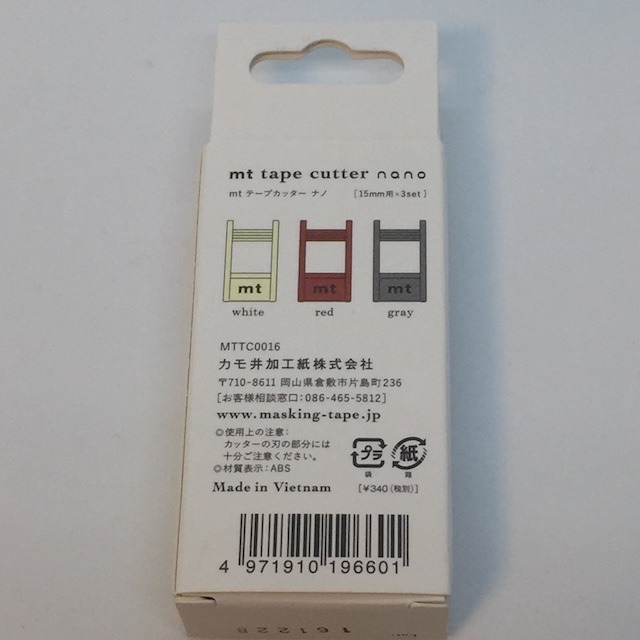 mt tape cutter nano
mt テープカッター ナノ [15mm用×3set]
mt mt mt
white red gray
MTTC0016
カモ井加工紙株式会社
〒710-8611 岡山県倉敷市片島町236
[お客様相談窓口:086-465-5812]
www.masking-tape.jp
◎使用上の注意:
カッターの刃の部分には
十分ご注意ください。
◎材質表示:ABS
プラ 紙
袋 箱
Made in Vietnam [¥340(税別)]
4 971910 196601
161228